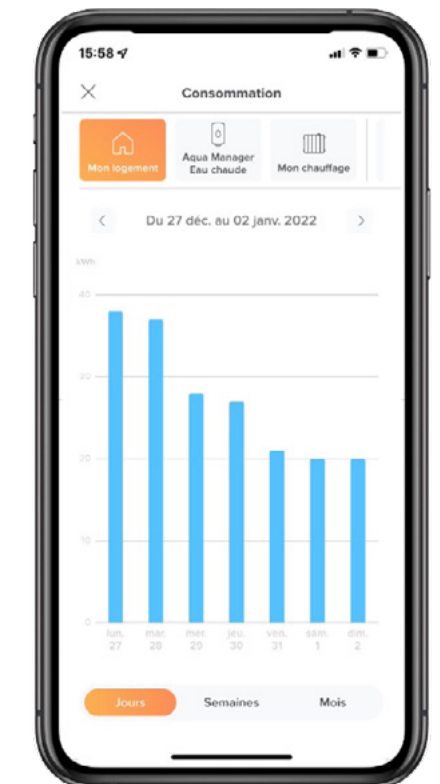 15:58
Consommation
Mon logement
Aqua Manager
Eau chaude
Mon chauffage
Du 27 déc. au 02 janv. 2022
kWh
40
30
20
10
0
lun. mar. mer. jeu. ven. sam. dim.
27 28 29 30 31 1 2
Jours Semaines Mois